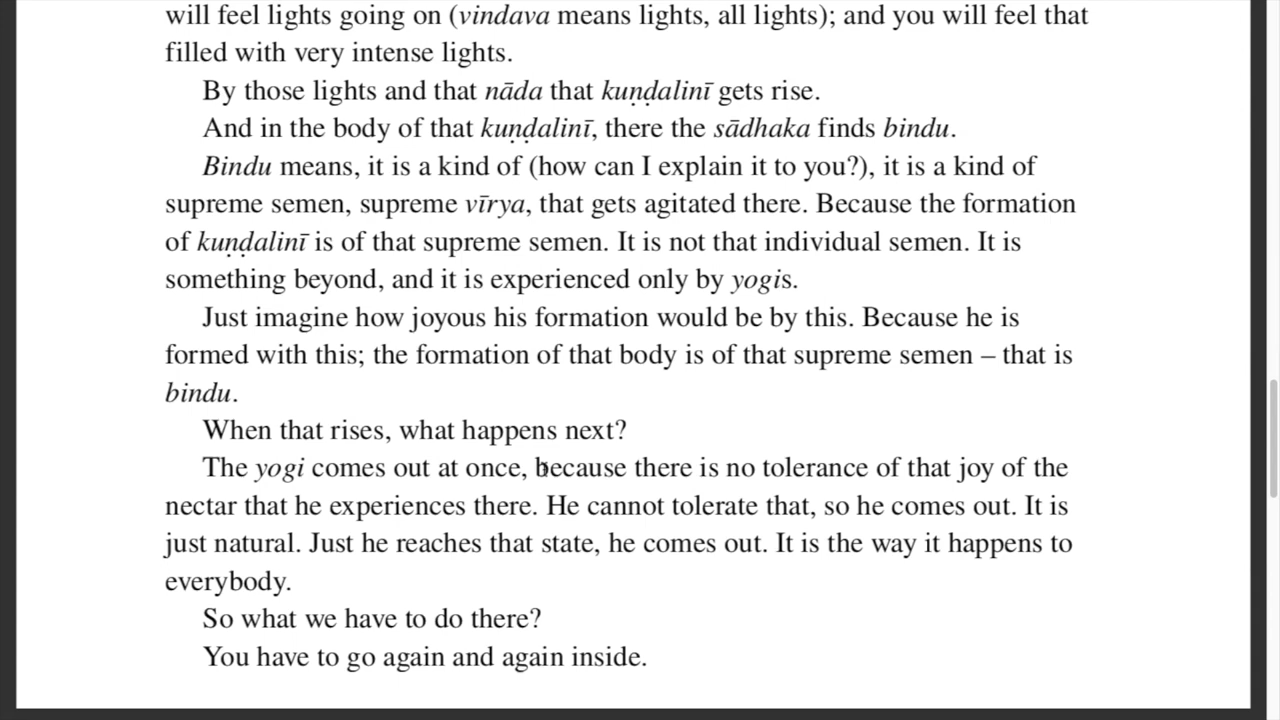 will feel lights going on (vindava means lights, all lights); and you will feel that
filled with very intense lights.
By those lights and that nāda that kuṇḍalinī gets rise.
And in the body of that kuṇḍalinī, there the sādhaka finds bindu.
Bindu means, it is a kind of (how can I explain it to you?), it is a kind of
supreme semen, supreme vīrya, that gets agitated there. Because the formation
of kuṇḍalinī is of that supreme semen. It is not that individual semen. It is
something beyond, and it is experienced only by yogis.
Just imagine how joyous his formation would be by this. Because he is
formed with this; the formation of that body is of that supreme semen – that is
bindu.
When that rises, what happens next?
The yogi comes out at once, because there is no tolerance of that joy of the
nectar that he experiences there. He cannot tolerate that, so he comes out. It is
just natural. Just he reaches that state, he comes out. It is the way it happens to
everybody.
So what we have to do there?
You have to go again and again inside.